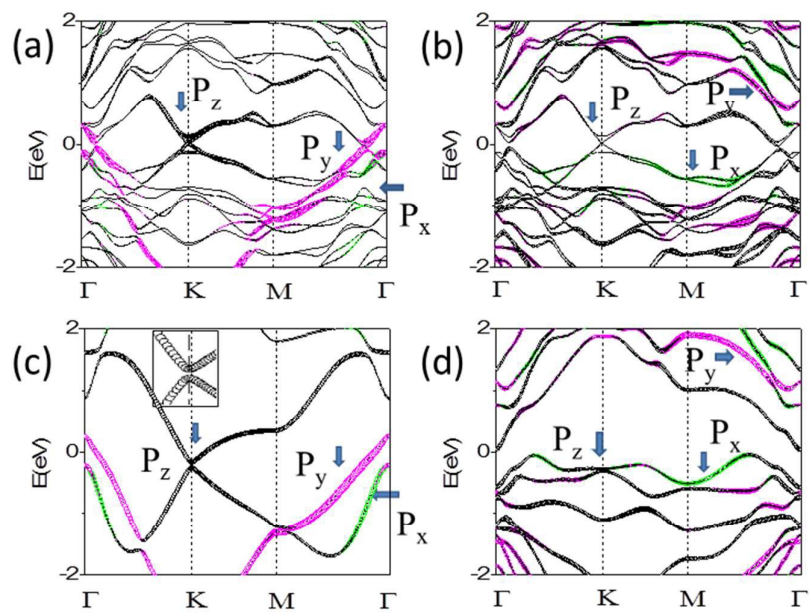 (a)
2
0
-2
E(eV)
P_z
P_y
P_x
Γ K M Γ
(b)
2
0
-2
E(eV)
P_z
P_y
P_x
Γ K M Γ
(c)
2
0
-2
E(eV)
P_z
P_y
P_x
Γ K M Γ
(d)
2
0
-2
E(eV)
P_z
P_y
P_x
Γ K M Γ